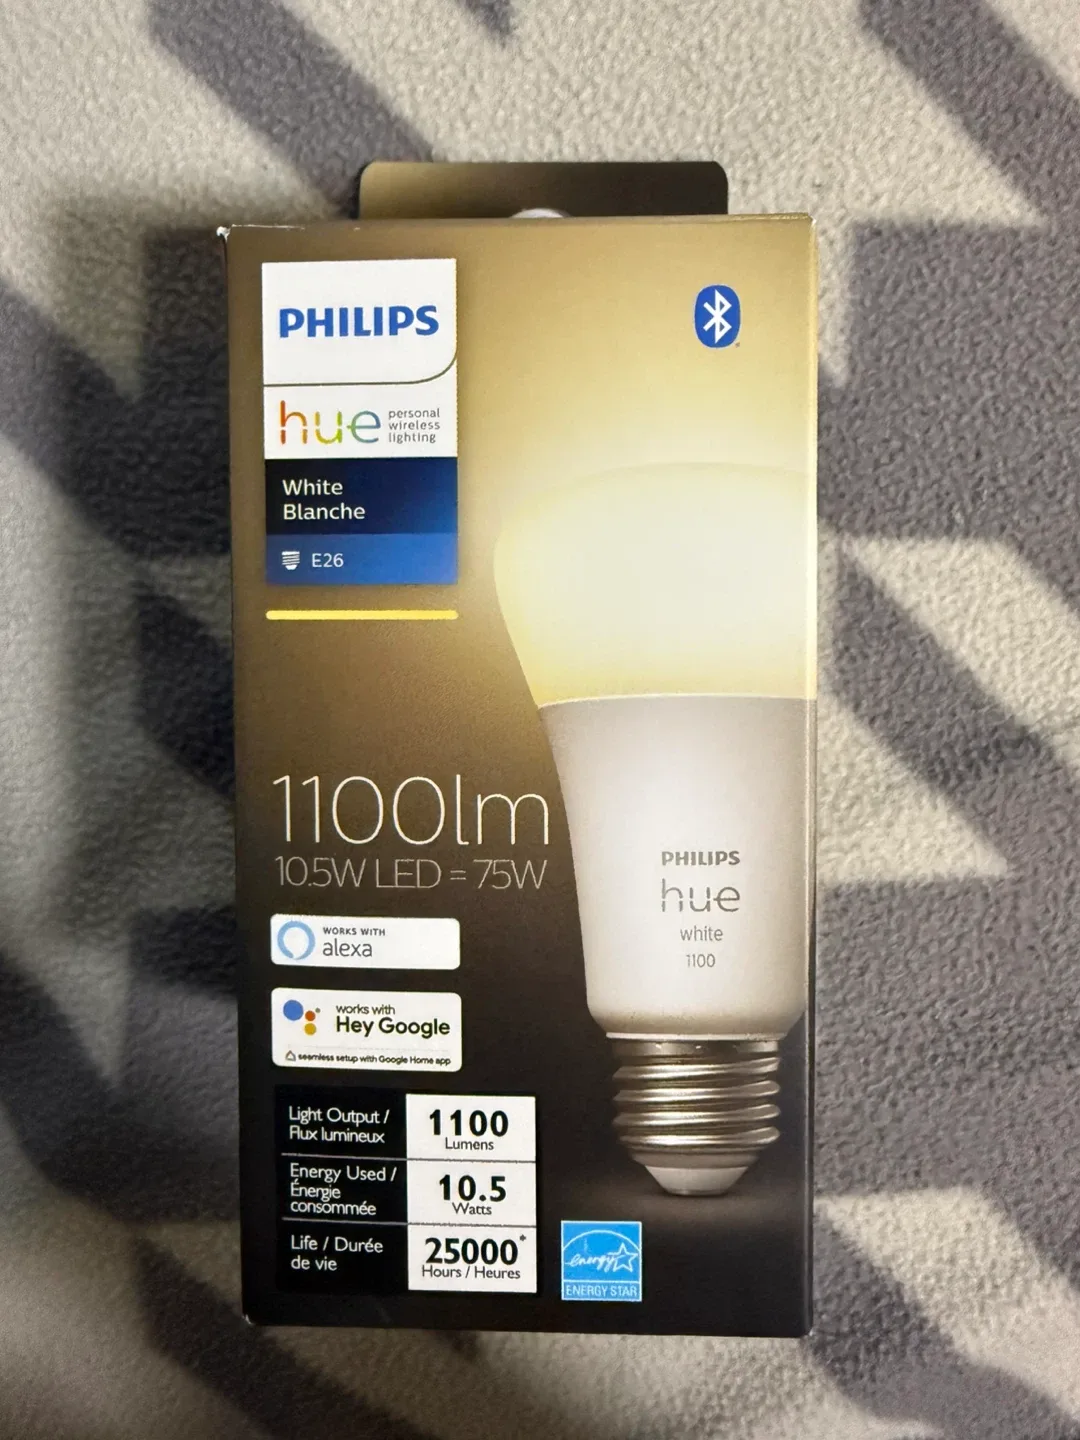 PHILIPS
hue personal
wireless
lighting
White
Blanche
E26
1100lm
10.5W LED = 75W
WORKS WITH
alexa
works with
Hey Google
seamless setup with Google Home app
PHILIPS
hue
white
1100
Light Output /
Flux lumineux
1100
Lumens
Energy Used /
Énergie
consommée
10.5
Watts
Life / Durée
de vie
25000*
Hours / Heures
energy
ENERGY STAR